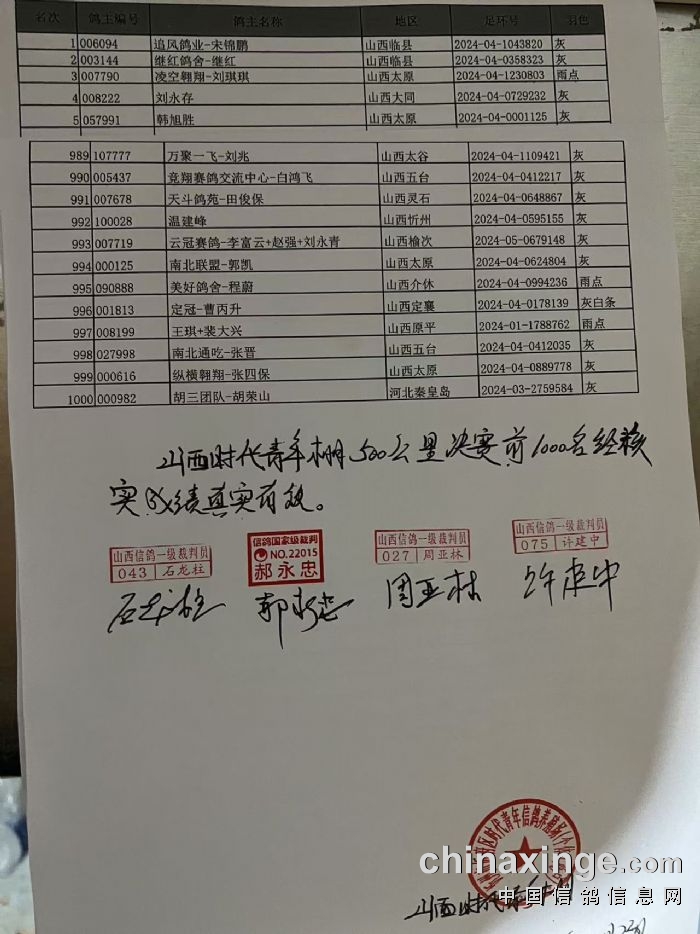 名次 鸽主编号 鸽主名称 地区 足环号 羽色
1 006094 追风鸽业-宋锦鹏 山西临县 2024-04-1043820 灰
2 003144 继红鸽舍-继红 山西临县 2024-04-0358323 灰
3 007790 凌空翱翔-刘琪琪 山西太原 2024-04-1230803 雨点
4 008222 刘永存 山西大同 2024-04-0729232 灰
5 057991 韩旭胜 山西太原 2024-04-0001125 灰
989 107777 万聚一飞-刘兆 山西太谷 2024-04-1109421 灰
990 005437 竞翔赛鸽交流中心-白鸿飞 山西五台 2024-04-0412217 灰
991 007678 天斗鸽苑-田俊保 山西灵石 2024-04-0648867 灰
992 100028 温建峰 山西忻州 2024-04-0595155 灰
993 007719 云冠赛鸽-李富云+赵强+刘永青 山西榆次 2024-05-0679148 灰
994 000125 南北联盟-郭凯 山西太原 2024-04-0624804 灰
995 090888 美好鸽舍-程蔚 山西介休 2024-04-0994236 雨点
996 001813 定冠-曹丙升 山西定襄 2024-04-0178139 灰白条
997 008199 王琪+裴大兴 山西原平 2024-01-1788762 雨点
998 027998 南北通吃-张晋 山西五台 2024-04-0412035 灰
999 000616 纵横翱翔-张四保 山西太原 2024-04-0889778 灰
1000 000982 胡三团队-胡荣山 河北秦皇岛 2024-03-2759584 灰
山西时代青年棚500公里决赛前1000名经核
实成绩真实有效。
山西信鸽一级裁判员 043 石龙柱
信鸽国家级裁判 NO.22015 郝永忠
山西信鸽一级裁判员 027 周亚林
山西信鸽一级裁判员 075 许建中
石龙柱 郝永忠 周亚林 许建中
区时代青年信鸽养殖场
chinaxinge.com
中国信鸽信息网
山西时代